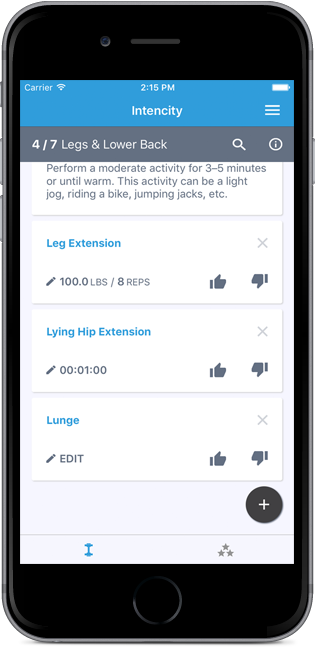 Carrier 2:15 PM
Intencity
4 / 7 Legs & Lower Back
Perform a moderate activity for 3–5 minutes
or until warm. This activity can be a light
jog, riding a bike, jumping jacks, etc.
Leg Extension
100.0 LBS / 8 REPS
Lying Hip Extension
00:01:00
Lunge
EDIT